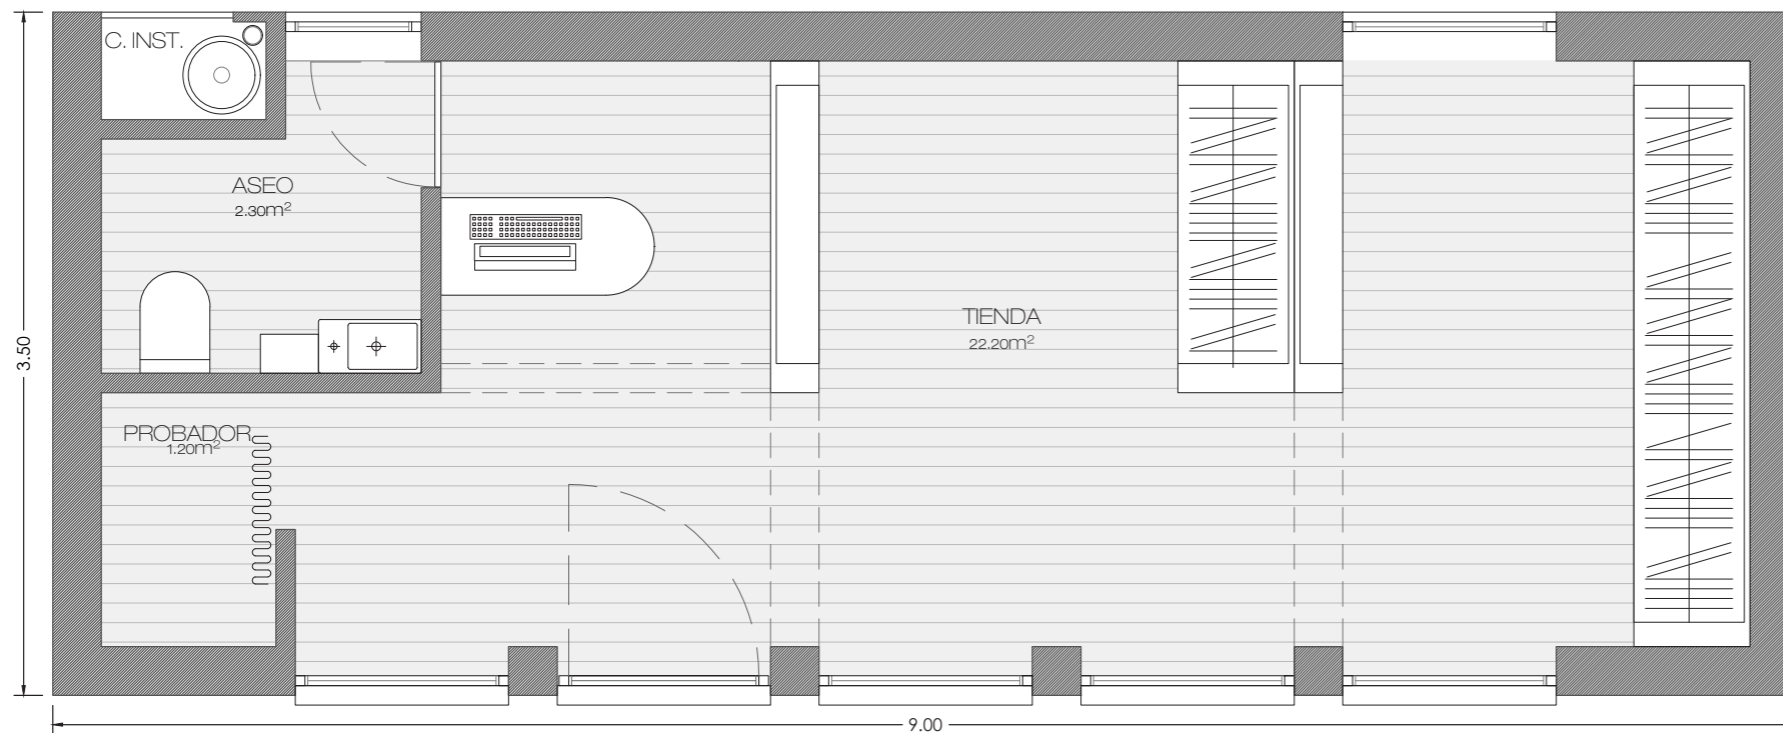 C. INST.
ASEO
2.30m²
3.50
TIENDA
22.20m²
PROBADOR
1.20m²
9.00